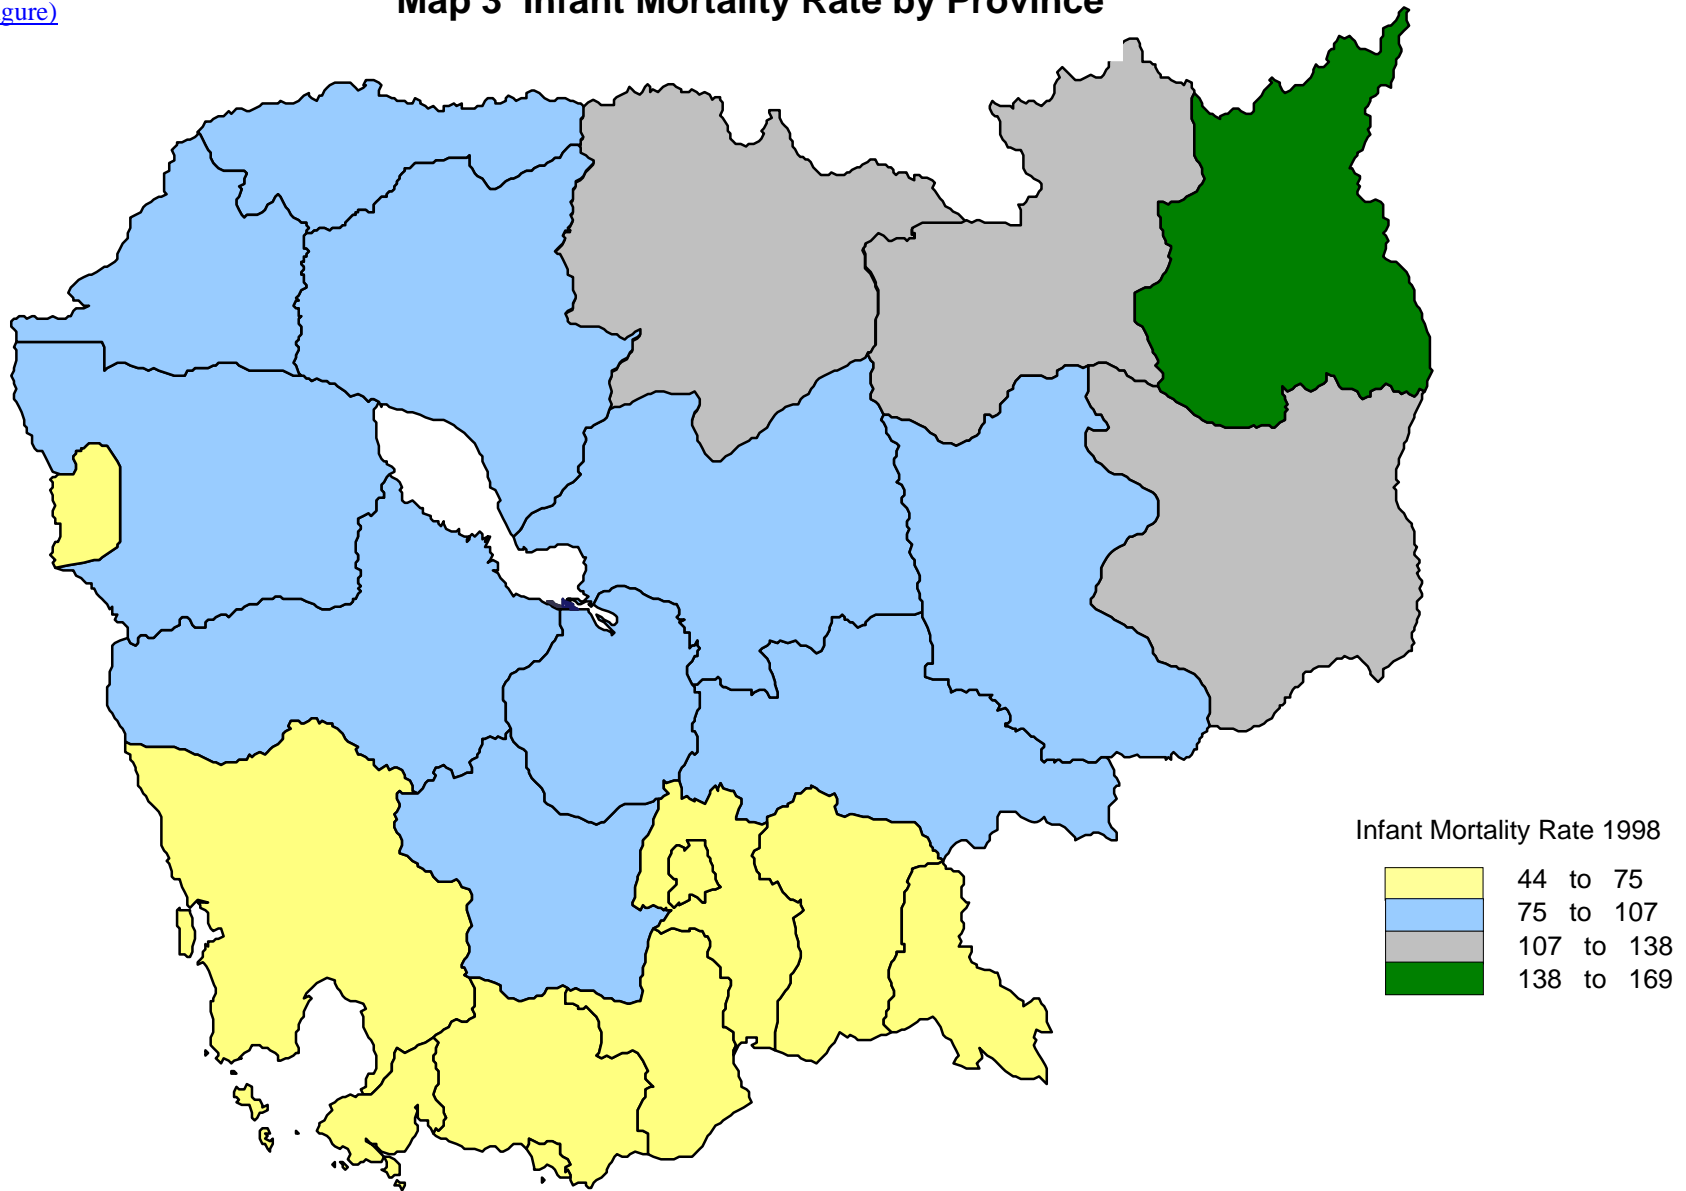 gure)
Map 3 Infant Mortality Rate by Province
Infant Mortality Rate 1998
44 to 75
75 to 107
107 to 138
138 to 169